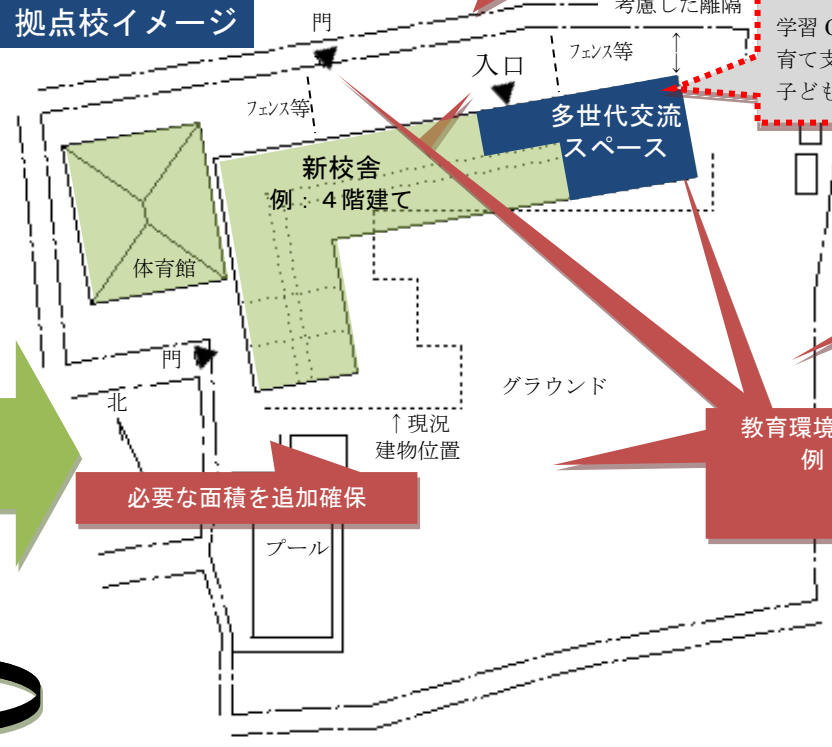 拠点校イメージ
門
考慮した離隔
学習
育て支
子ども
フェンス等
入口
フェンス等
多世代交流
スペース
新校舎
例：４階建て
体育館
門
グラウンド
北
↑現況
建物位置
教育環境
例
必要な面積を追加確保
プール